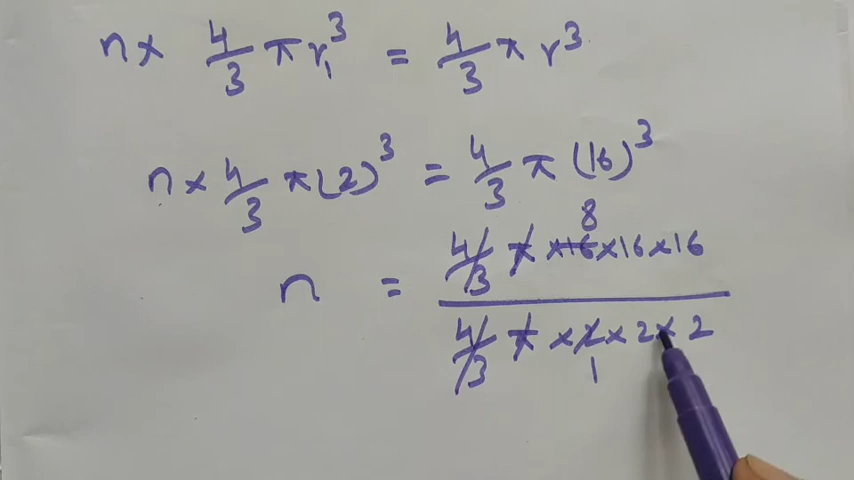 n × 4/3 π r₁³ = 4/3 π r³
n × 4/3 π (2)³ = 4/3 π (16)³
8
n = 4/3 π × 16 × 16 × 16
4/3 π × 2 × 2 × 2
1